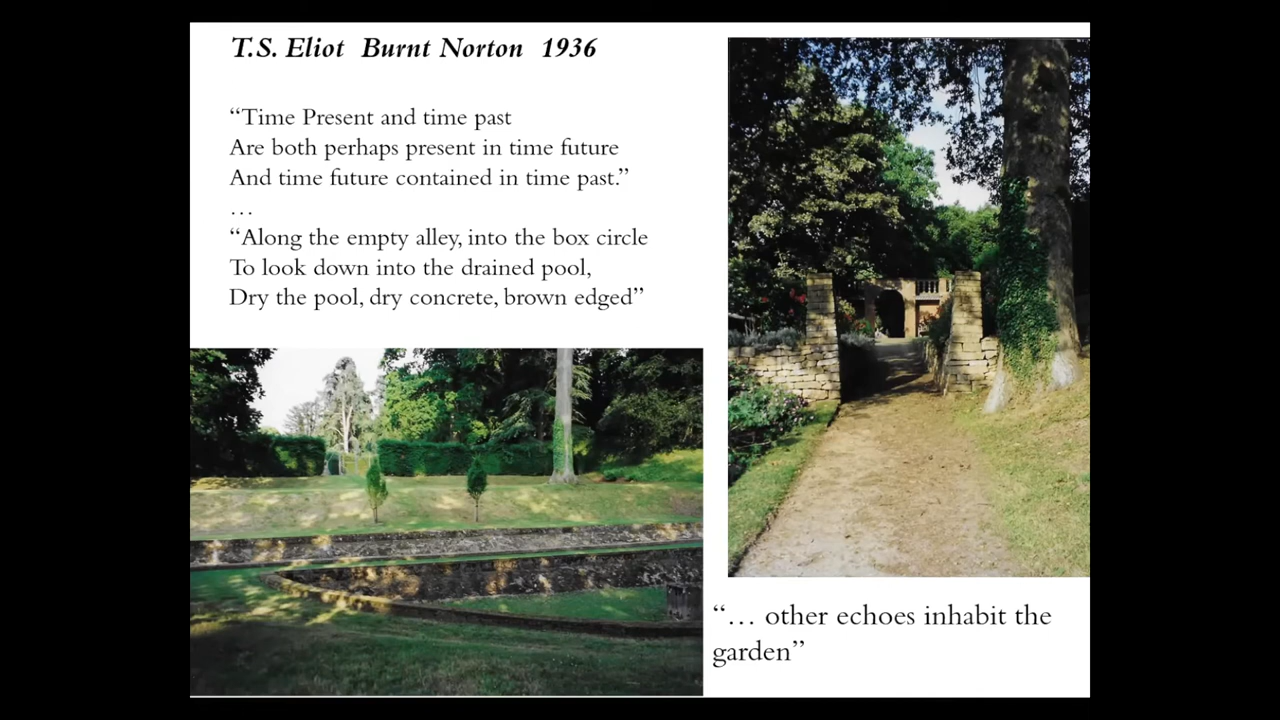 T.S. Eliot Burnt Norton 1936
“Time Present and time past
Are both perhaps present in time future
And time future contained in time past.”
…
“Along the empty alley, into the box circle
To look down into the drained pool,
Dry the pool, dry concrete, brown edged”
“… other echoes inhabit the
garden”